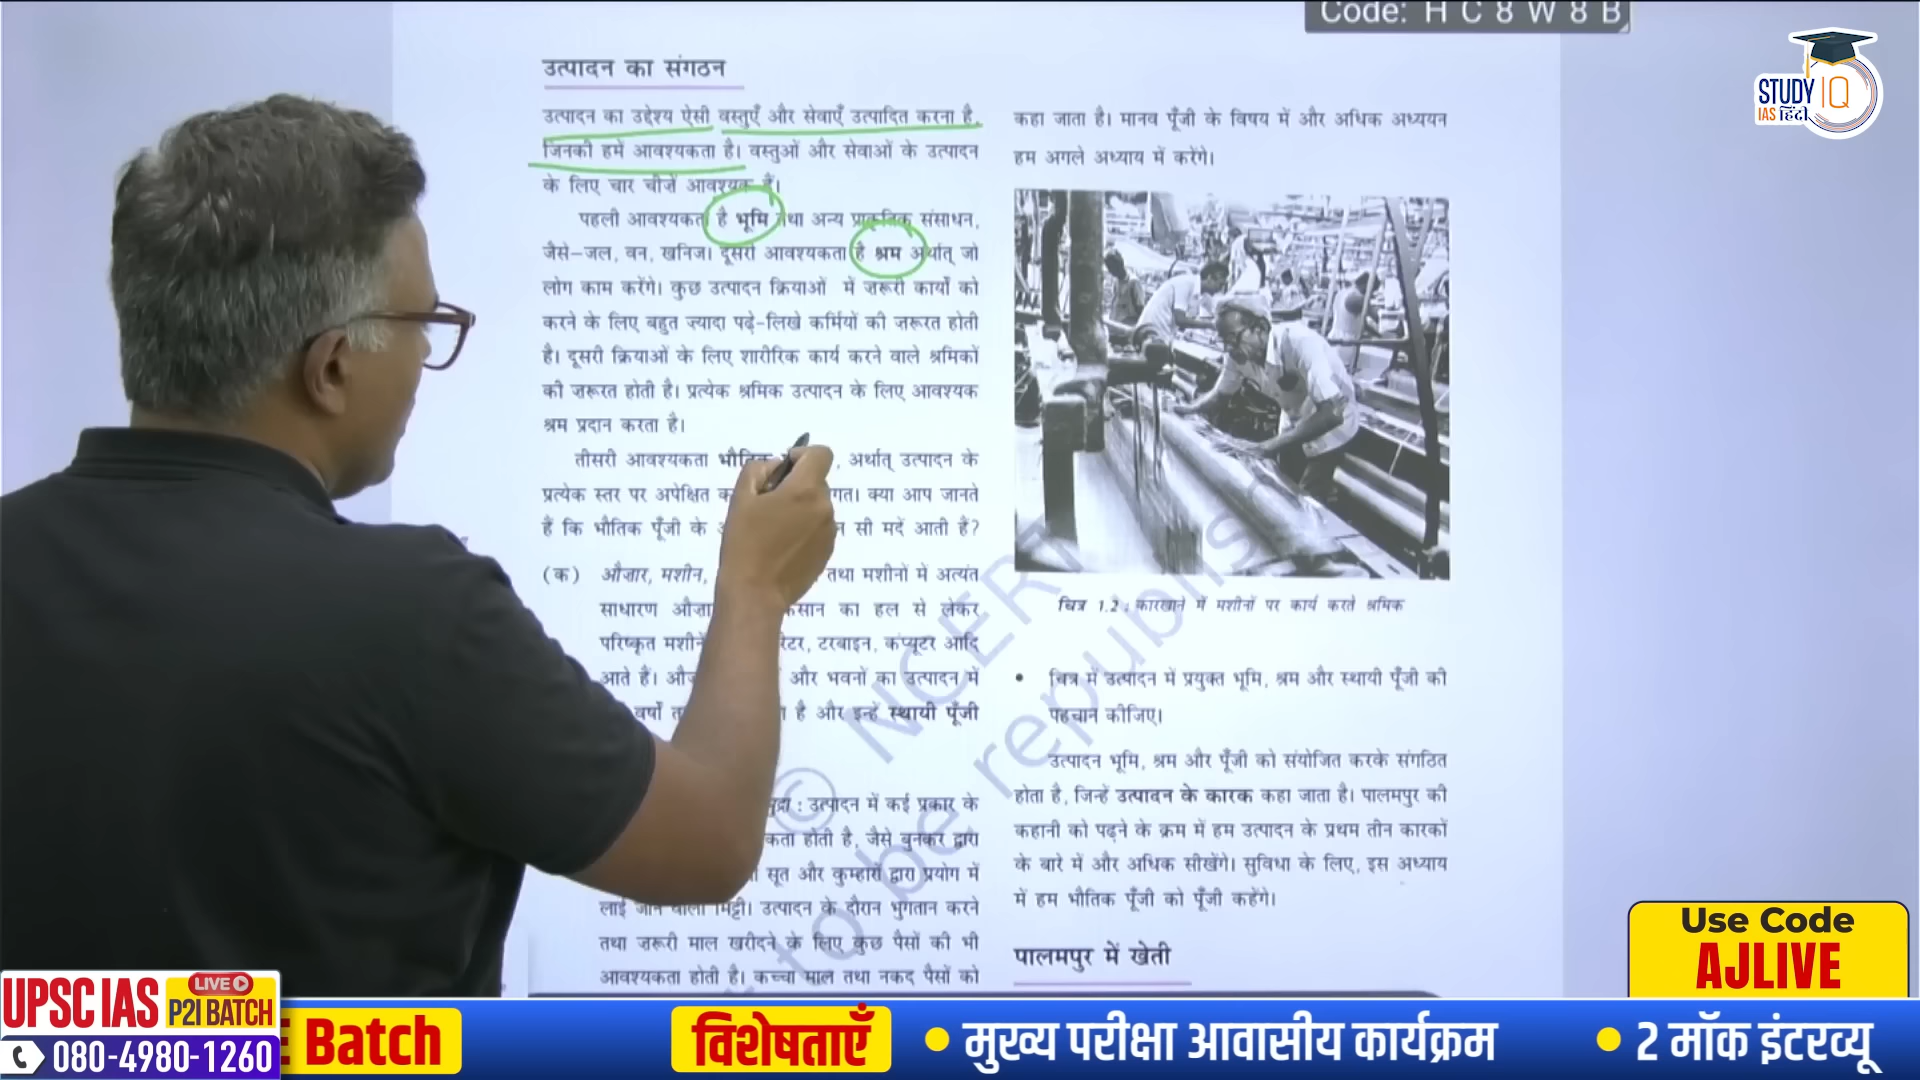 Code: H C 8 W 8 B
STUDY IQ
IAS हिंदी
उत्पादन का संगठन
उत्पादन का उद्देश्य ऐसी वस्तुएँ और सेवाएँ उत्पादित करना है,
जिनकी हमें आवश्यकता है। वस्तुओं और सेवाओं के उत्पादन
के लिए चार चीज़ें आवश्यक हैं।
पहली आवश्यकता है भूमि तथा अन्य प्राकृतिक संसाधन,
जैसे–जल, वन, खनिज। दूसरी आवश्यकता है श्रम अर्थात् जो
लोग काम करेंगे। कुछ उत्पादन क्रियाओं में ज़रूरी कार्यों को
करने के लिए बहुत ज्यादा पढ़े-लिखे कर्मियों की ज़रूरत होती
है। दूसरी क्रियाओं के लिए शारीरिक कार्य करने वाले श्रमिकों
की ज़रूरत होती है। प्रत्येक श्रमिक उत्पादन के लिए आवश्यक
श्रम प्रदान करता है।
तीसरी आवश्यकता भौतिक अर्थात् उत्पादन के
प्रत्येक स्तर पर अपेक्षित क्या आप जानते
हैं कि भौतिक पूँजी के सी मदें आती हैं?
(क) औज़ार, मशीन, तथा मशीनों में अत्यंत
साधारण का हल से लेकर
परिष्कृत टरबाइन, कंप्यूटर आदि
आते हैं। और भवनों का उत्पादन में
वर्षों है और इन्हें स्थायी पूँजी
उत्पादन में कई प्रकार के
होती है, जैसे बुनकर द्वारा
सूत और कुम्हारों द्वारा प्रयोग में
लाई जाने वाली मिट्टी। उत्पादन के दौरान भुगतान करने
तथा ज़रूरी माल खरीदने के लिए कुछ पैसों की भी
आवश्यकता होती है। कच्चा माल तथा नकद पैसों को
कहा जाता है। मानव पूँजी के विषय में और अधिक अध्ययन
हम अगले अध्याय में करेंगे।
चित्र 1.2 : कारखाने में मशीनों पर कार्य करते श्रमिक
• चित्र में उत्पादन में प्रयुक्त भूमि, श्रम और स्थायी पूँजी की
पहचान कीजिए।
उत्पादन भूमि, श्रम और पूँजी को संयोजित करके संगठित
होता है, जिन्हें उत्पादन के कारक कहा जाता है। पालमपुर की
कहानी को पढ़ने के क्रम में हम उत्पादन के प्रथम तीन कारकों
के बारे में और अधिक सीखेंगे। सुविधा के लिए, इस अध्याय
में हम भौतिक पूँजी को पूँजी कहेंगे।
पालमपुर में खेती
© NCERT
to be republis
Use Code
AJLIVE
UPSC IAS LIVE P2I BATCH
080-4980-1260
E Batch
विशेषताएँ
• मुख्य परीक्षा आवासीय कार्यक्रम
• 2 मॉक इंटरव्यू